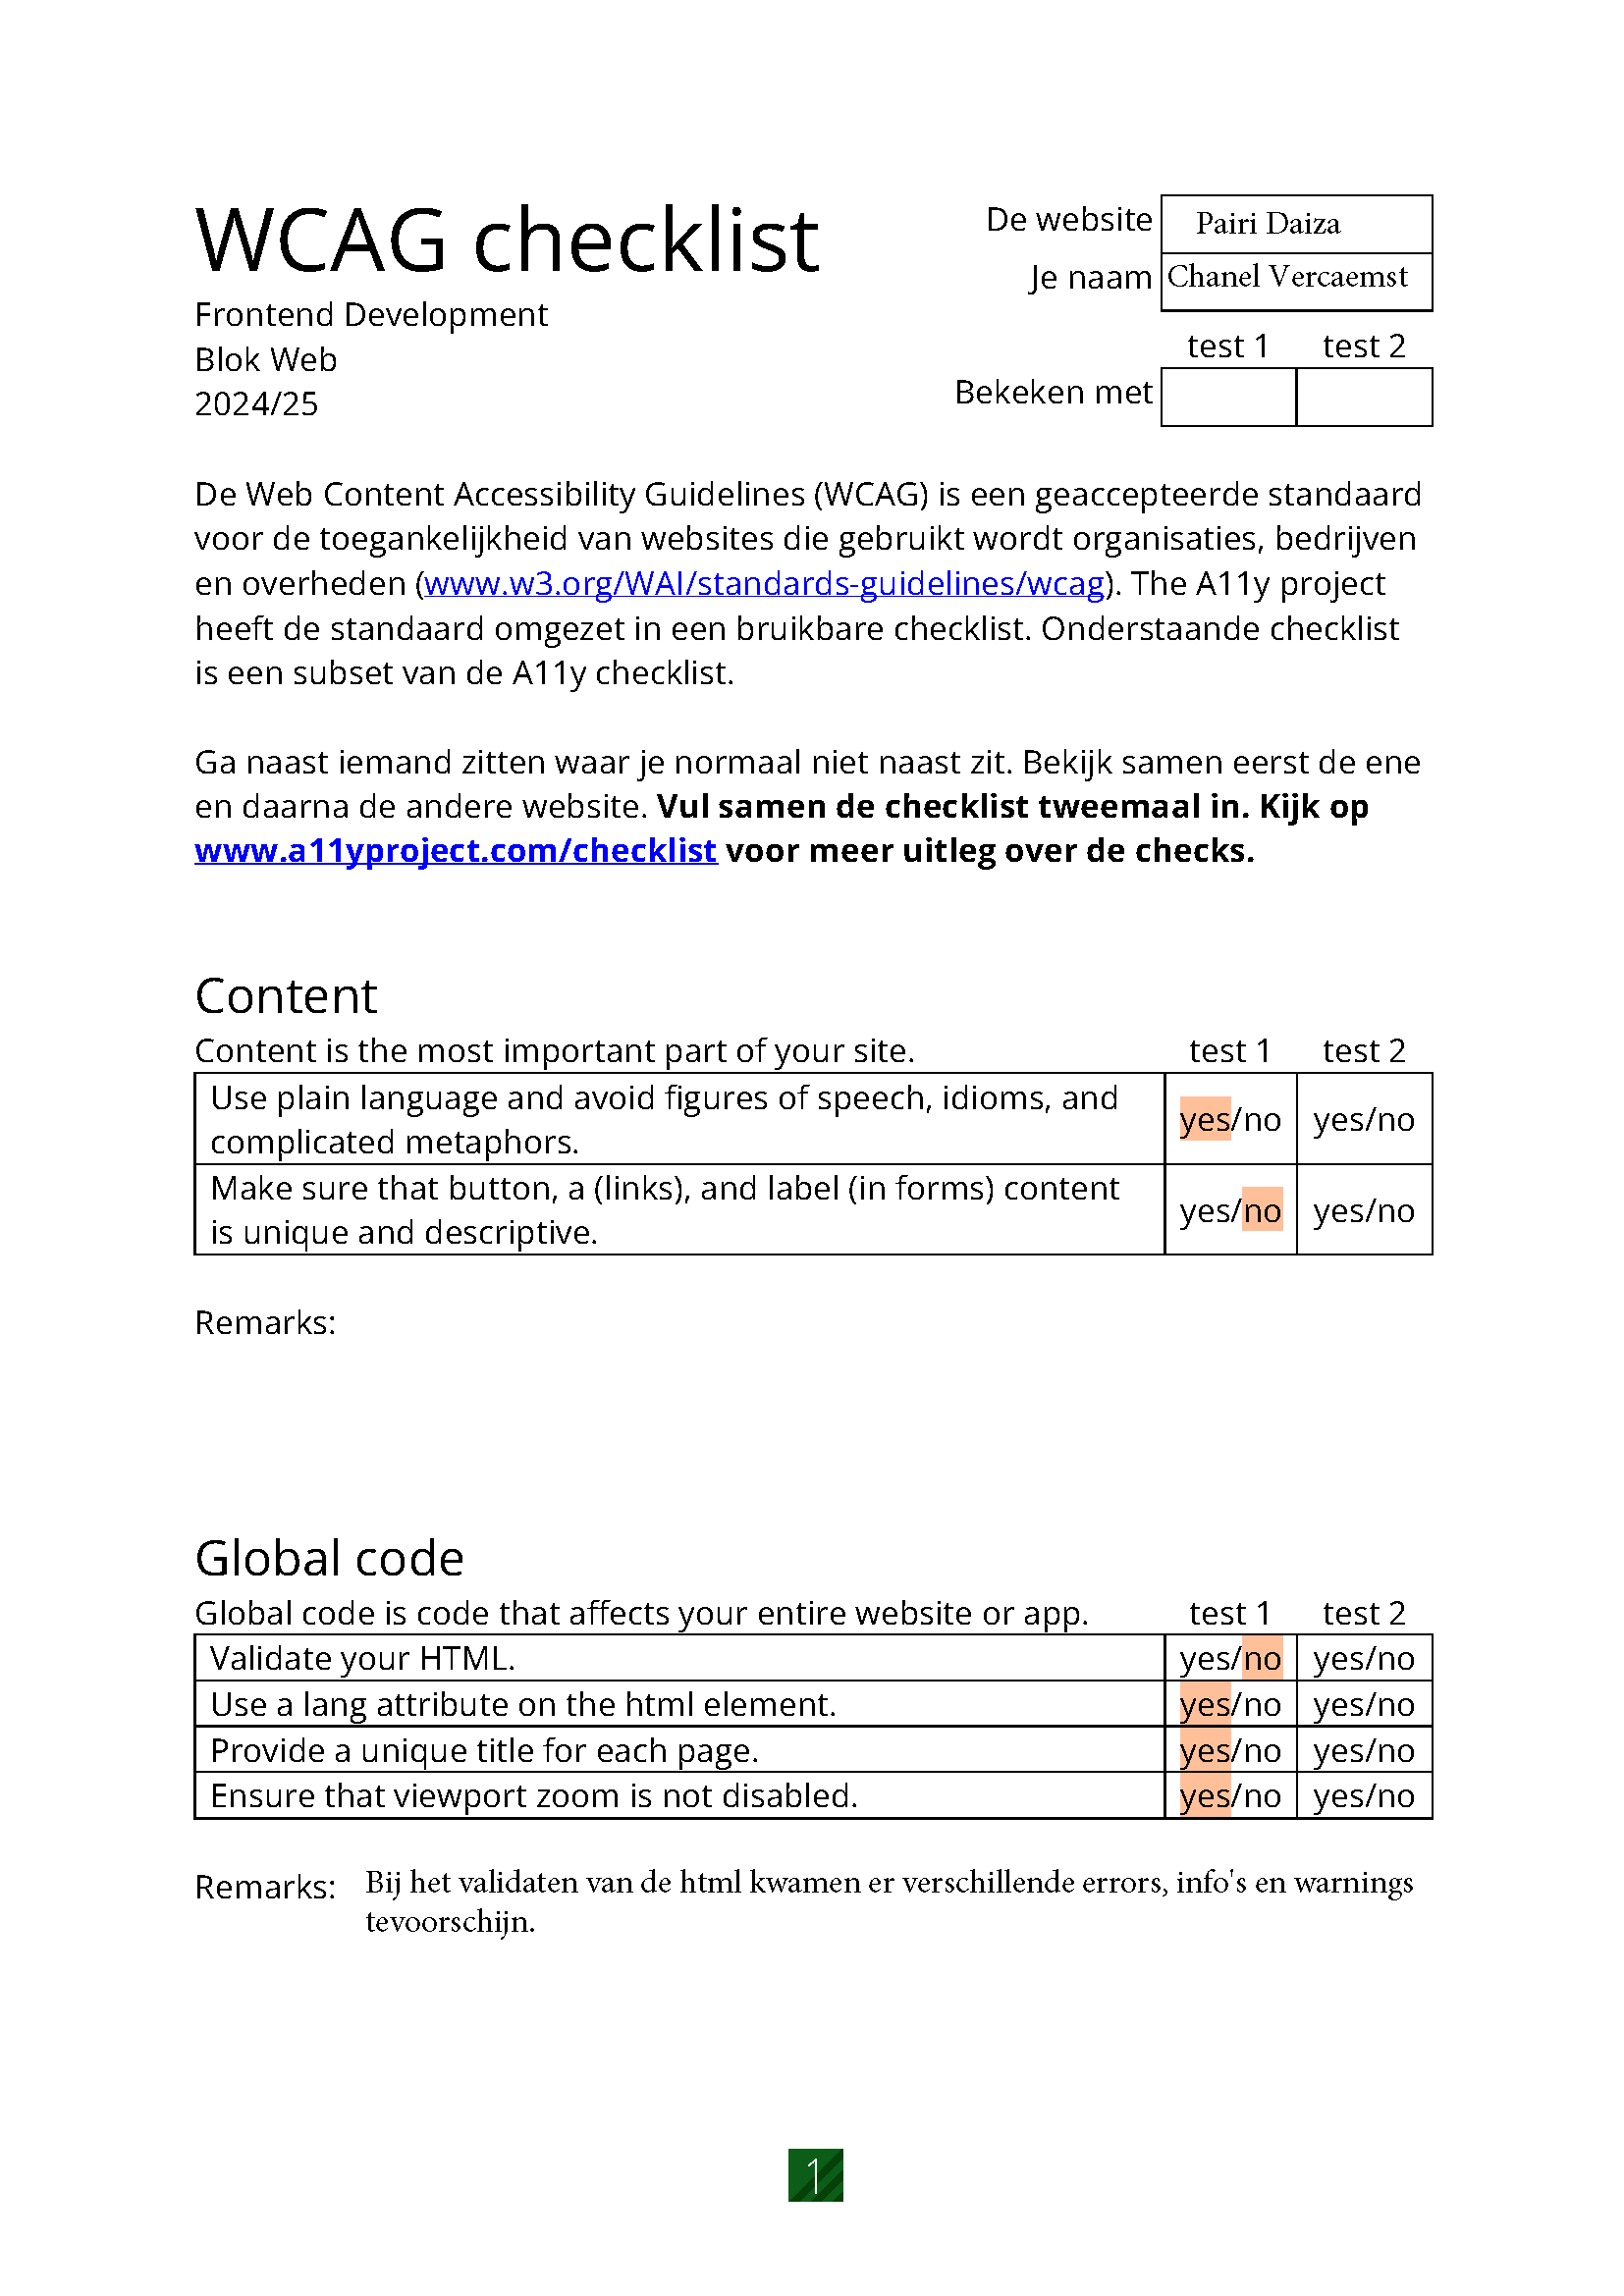 WCAG checklist
Frontend Development
Blok Web
2024/25
De website Pairi Daiza
Je naam Chanel Vercaemst
test 1 test 2
Bekeken met
De Web Content Accessibility Guidelines (WCAG) is een geaccepteerde standaard
voor de toegankelijkheid van websites die gebruikt wordt organisaties, bedrijven
en overheden (www.w3.org/WAI/standards-guidelines/wcag). The A11y project
heeft de standaard omgezet in een bruikbare checklist. Onderstaande checklist
is een subset van de A11y checklist.
Ga naast iemand zitten waar je normaal niet naast zit. Bekijk samen eerst de ene
en daarna de andere website. Vul samen de checklist tweemaal in. Kijk op
www.a11yproject.com/checklist voor meer uitleg over de checks.
Content
Content is the most important part of your site. test 1 test 2
Use plain language and avoid figures of speech, idioms, and
complicated metaphors.
yes/no yes/no
Make sure that button, a (links), and label (in forms) content
is unique and descriptive.
yes/no yes/no
Remarks:
Global code
Global code is code that affects your entire website or app. test 1 test 2
Validate your HTML. yes/no yes/no
Use a lang attribute on the html element. yes/no yes/no
Provide a unique title for each page. yes/no yes/no
Ensure that viewport zoom is not disabled. yes/no yes/no
Remarks: Bij het validaten van de html kwamen er verschillende errors, info's en warnings
tevoorschijn.
1